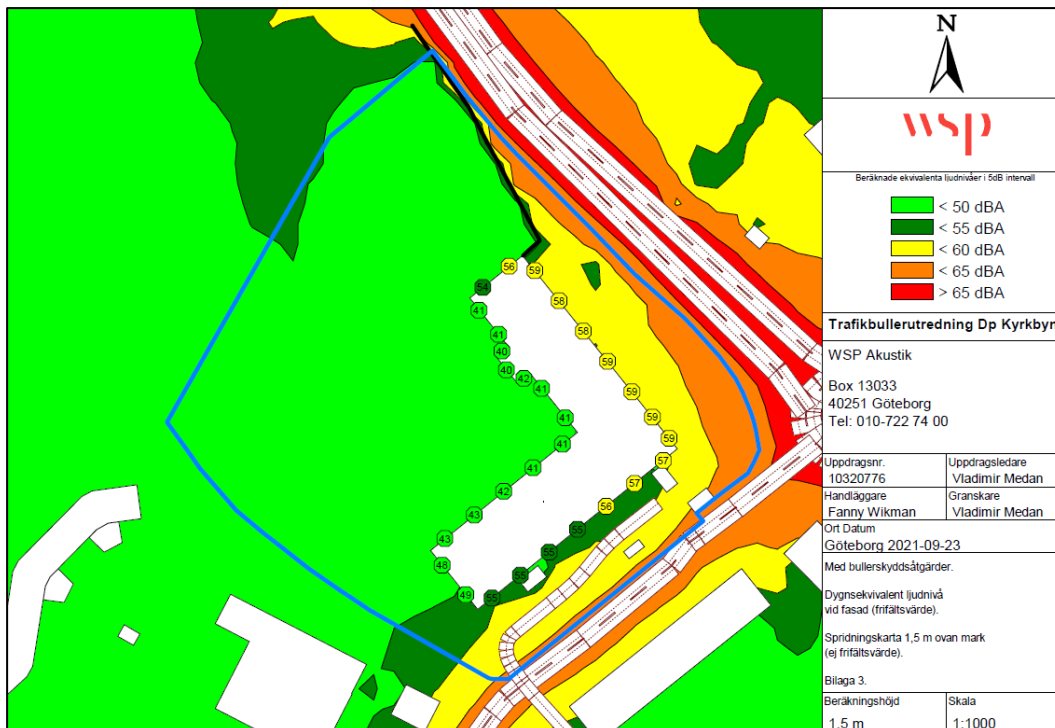 N
wsp
Beräknade ekvivalenta ljudnivåer i 5dB intervall
< 50 dBA
< 55 dBA
< 60 dBA
< 65 dBA
> 65 dBA
Trafikbullerutredning Dp Kyrkbyn
WSP Akustik
Box 13033
40251 Göteborg
Tel: 010-722 74 00
Uppdragsnr.
10320776
Uppdragsledare
Vladimir Medan
Handläggare
Fanny Wikman
Granskare
Vladimir Medan
Ort Datum
Göteborg 2021-09-23
Med bullerskyddsåtgärder.
Dygnsekvivalent ljudnivå
vid fasad (frifältsvärde).
Spridningskarta 1,5 m ovan mark
(ej frifältsvärde).
Bilaga 3.
Beräkningshöjd
1,5 m
Skala
1:1000
56
59
54
58
41
58
41
40
59
40
42
41
59
41
59
59
41
57
41
57
42
56
43
55
43
55
48
55
49
55